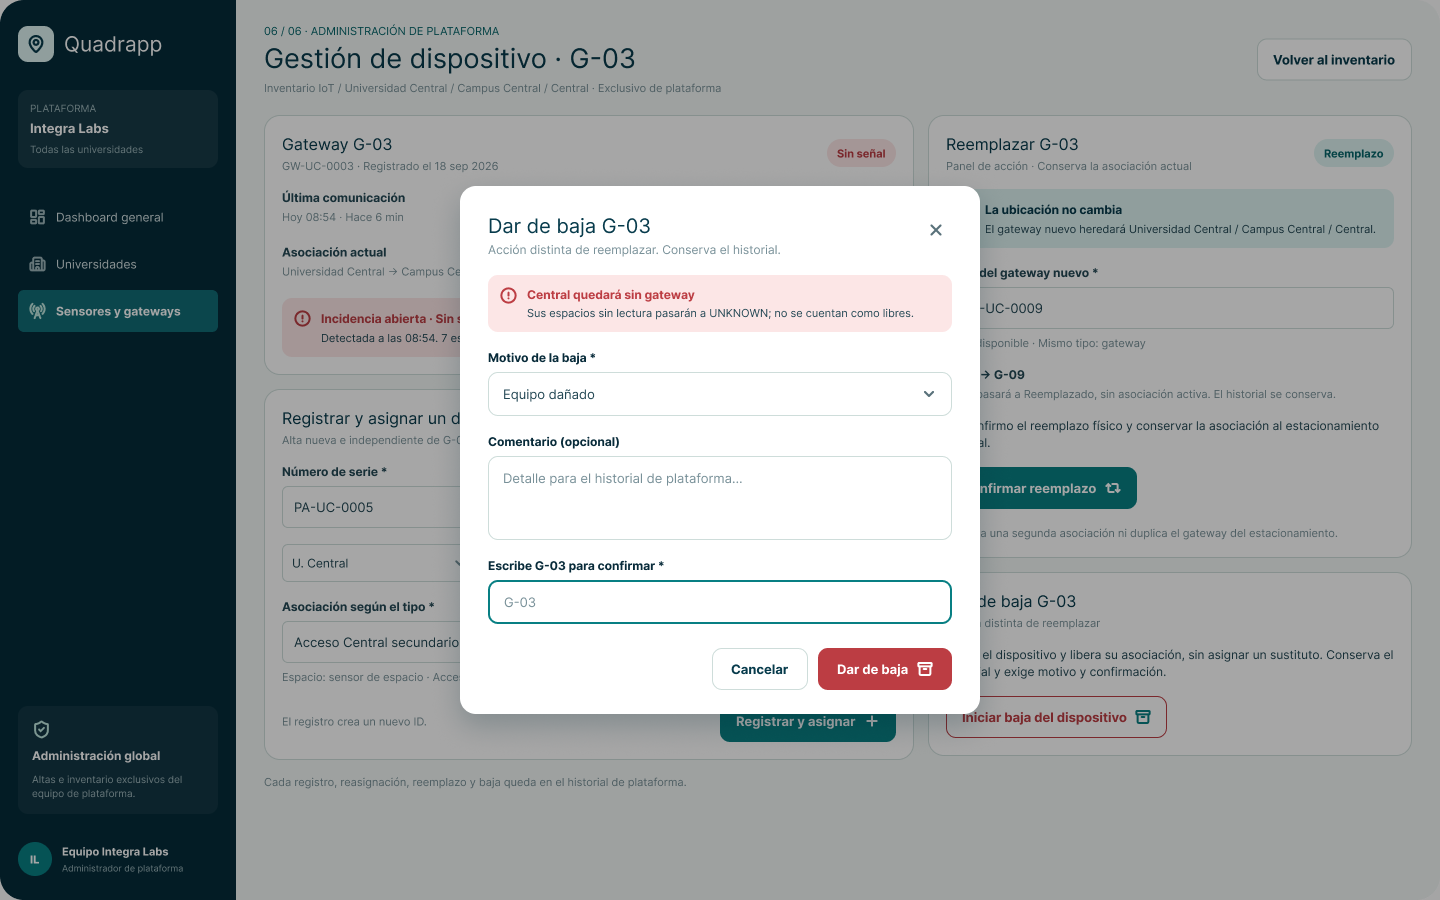 Quadrapp
PLATAFORMA
Integra Labs
Todas las universidades
Dashboard general
Universidades
Sensores y gateways
Administración global
Altas e inventario exclusivos del
equipo de plataforma.
IL
Equipo Integra Labs
Administrador de plataforma
06 / 06 · ADMINISTRACIÓN DE PLATAFORMA
Gestión de dispositivo · G-03
Inventario IoT / Universidad Central / Campus Central / Central · Exclusivo de plataforma
Volver al inventario
Gateway G-03
GW-UC-0003 · Registrado el 18 sep 2026
Sin señal
Última comunicación
Hoy 08:54 · Hace 6 min
Asociación actual
Universidad Central → Campus Ce
Incidencia abierta · Sin s
Detectada a las 08:54. 7 es
Registrar y asignar un d
Alta nueva e independiente de G-0
Número de serie *
PA-UC-0005
U. Central
Asociación según el tipo *
Acceso Central secundario
Espacio: sensor de espacio · Acce
El registro crea un nuevo ID.
Registrar y asignar
Cada registro, reasignación, reemplazo y baja queda en el historial de plataforma.
Reemplazar G-03
Panel de acción · Conserva la asociación actual
Reemplazo
La ubicación no cambia
El gateway nuevo heredará Universidad Central / Campus Central / Central.
del gateway nuevo *
-UC-0009
disponible · Mismo tipo: gateway
→ G-09
pasará a Reemplazado, sin asociación activa. El historial se conserva.
nfirmo el reemplazo físico y conservar la asociación al estacionamiento
al.
nfirmar reemplazo
a una segunda asociación ni duplica el gateway del estacionamiento.
de baja G-03
distinta de reemplazar
el dispositivo y libera su asociación, sin asignar un sustituto. Conserva el
al y exige motivo y confirmación.
Iniciar baja del dispositivo
Dar de baja G-03
Acción distinta de reemplazar. Conserva el historial.
Central quedará sin gateway
Sus espacios sin lectura pasarán a UNKNOWN; no se cuentan como libres.
Motivo de la baja *
Equipo dañado
Comentario (opcional)
Detalle para el historial de plataforma...
Escribe G-03 para confirmar *
G-03
Cancelar
Dar de baja